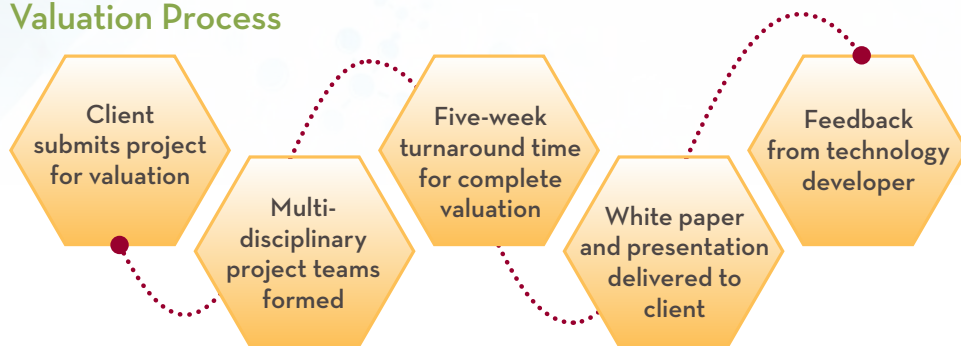 Valuation Process
Client
submits project
for valuation
Multi-
disciplinary
project teams
formed
Five-week
turnaround time
for complete
valuation
White paper
and presentation
delivered to
client
Feedback
from technology
developer